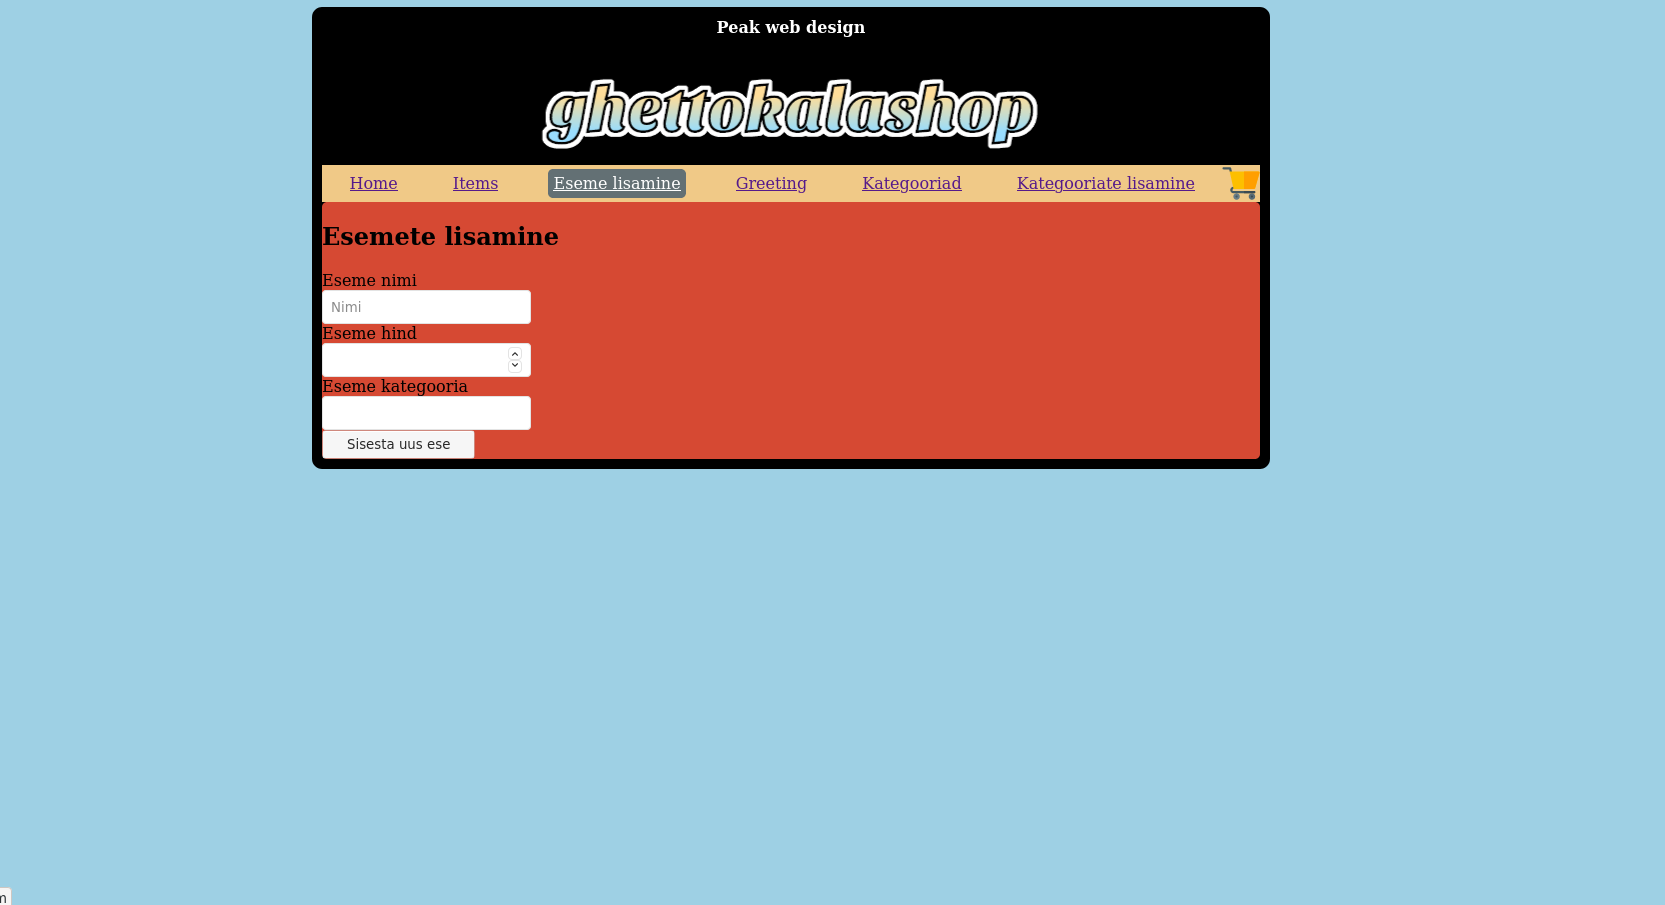 Peak web design
ghettokalashop
Home Items Eseme lisamine Greeting Kategooriad Kategooriate lisamine
Esemete lisamine
Eseme nimi
Nimi
Eseme hind
Eseme kategooria
Sisesta uus ese